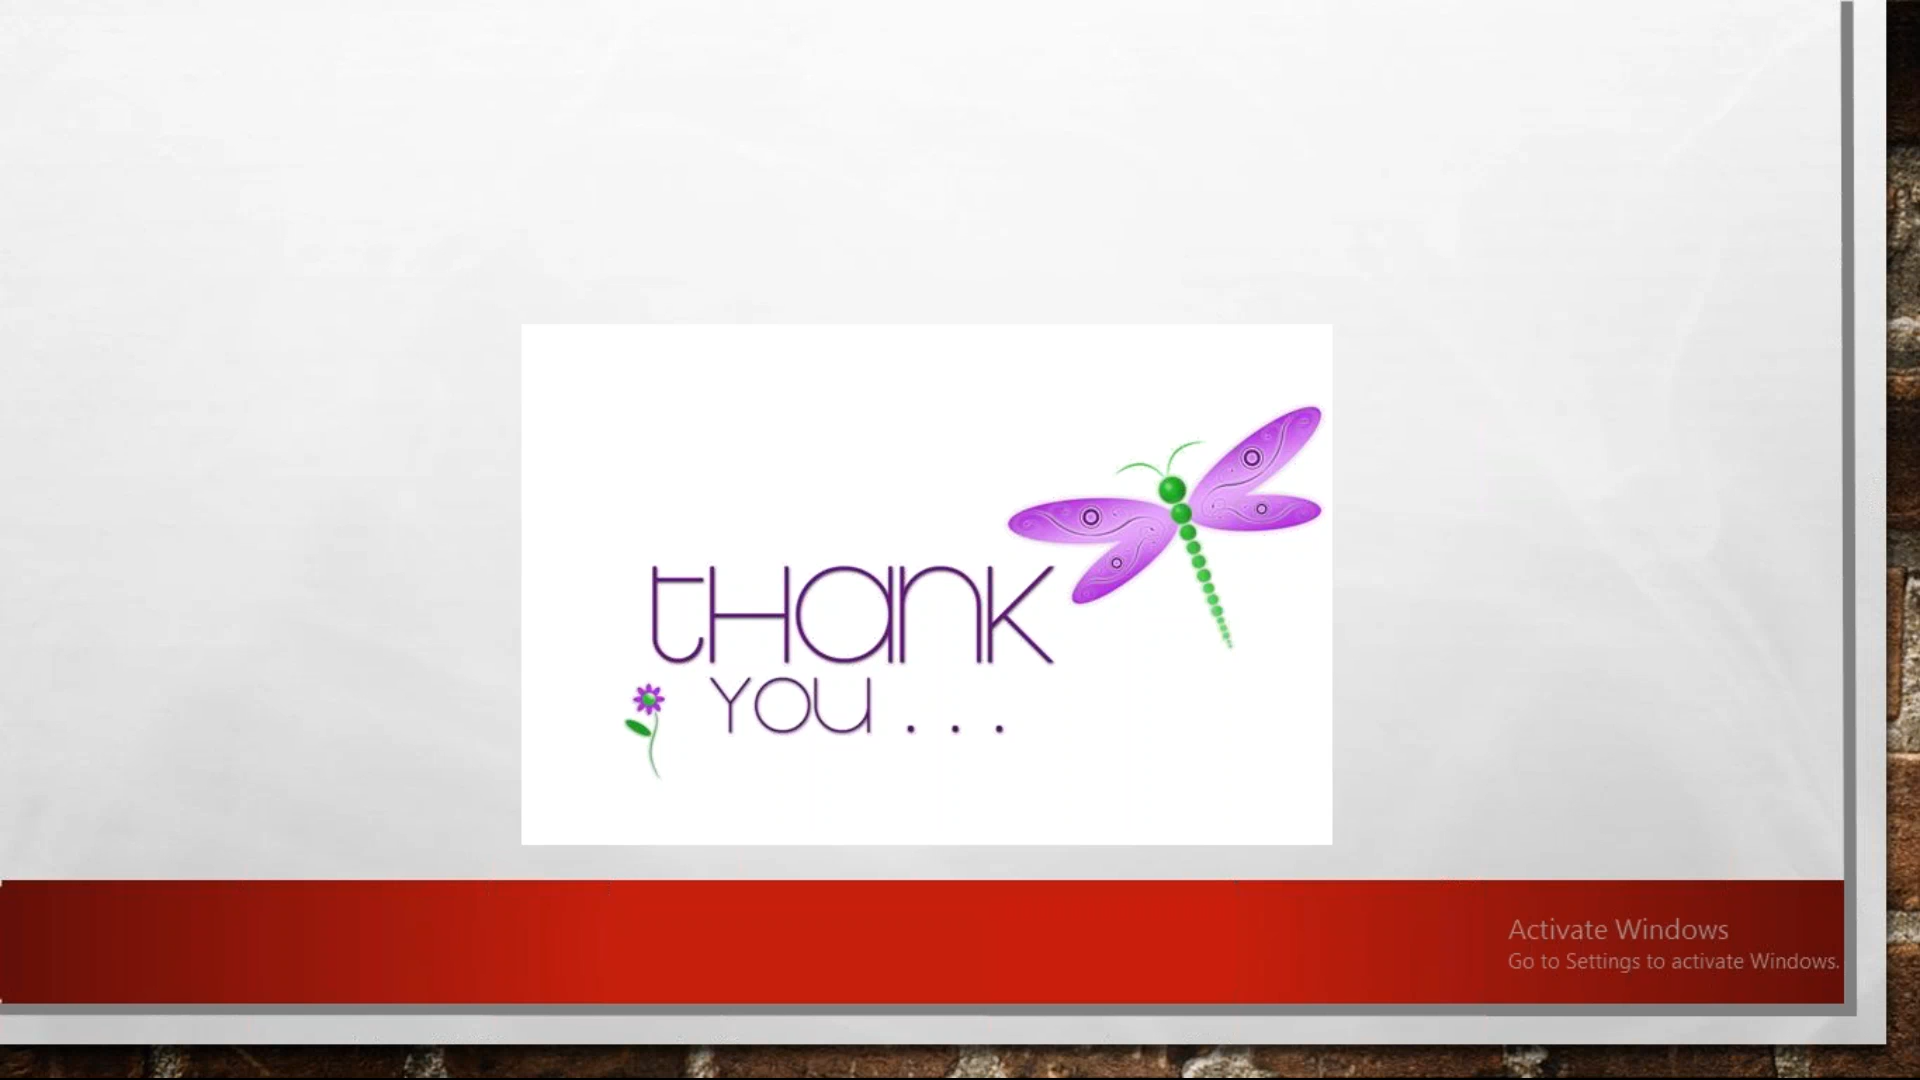 tHank
YOU . . .
Activate Windows
Go to Settings to activate Windows.